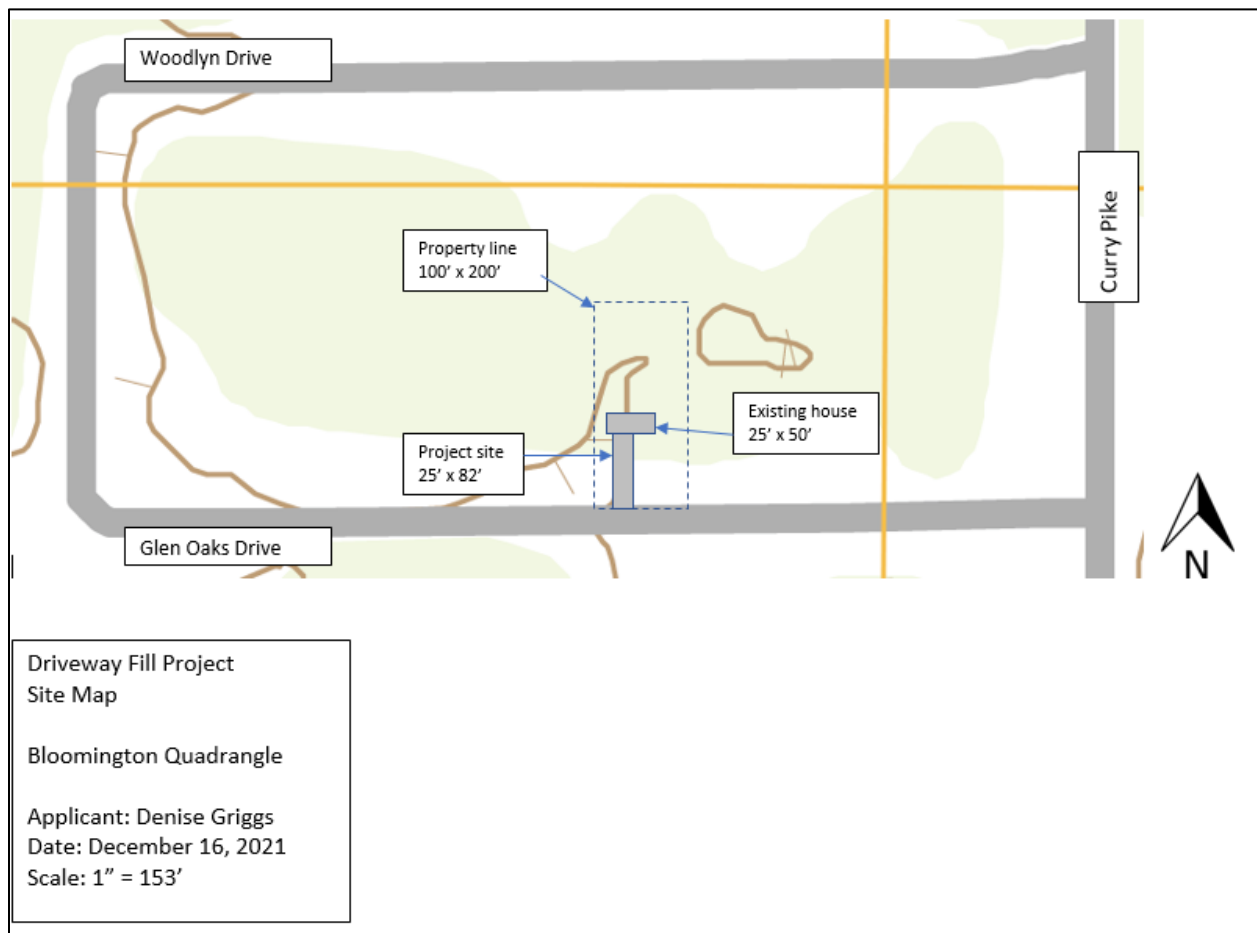 Woodlyn Drive
Curry Pike
Property line
100’ x 200’
Existing house
25’ x 50’
Project site
25’ x 82’
Glen Oaks Drive
N
Driveway Fill Project
Site Map
Bloomington Quadrangle
Applicant: Denise Griggs
Date: December 16, 2021
Scale: 1” = 153’